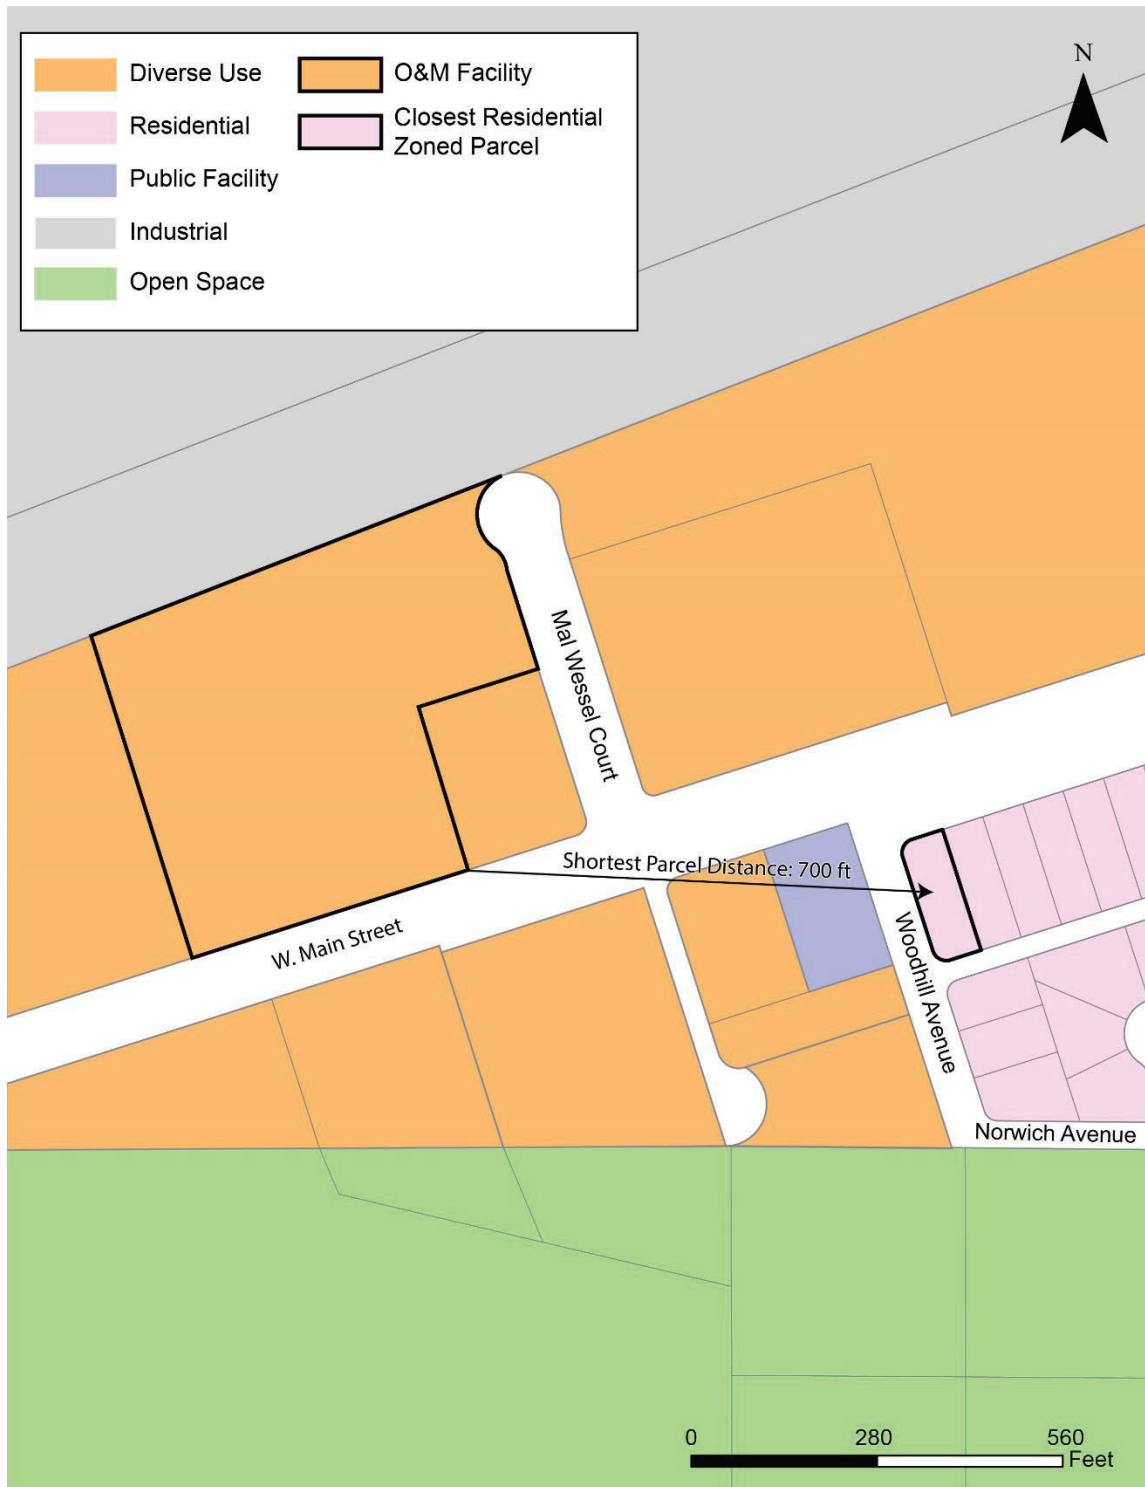 Diverse Use
Residential
Public Facility
Industrial
Open Space
O&M Facility
Closest Residential
Zoned Parcel
N
Mal Wessel Court
Shortest Parcel Distance: 700 ft
W. Main Street
Woodhill Avenue
Norwich Avenue
0 280 560
Feet